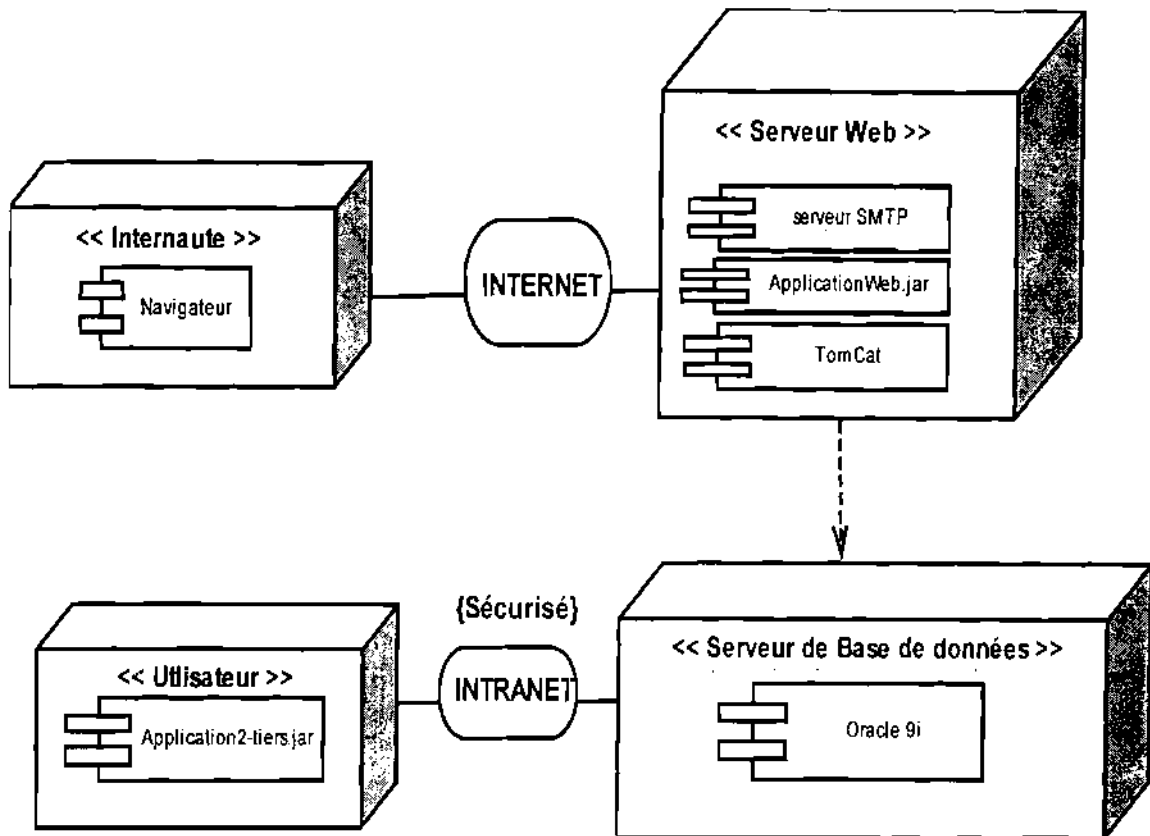 << Serveur Web >>
serveur SMTP
ApplicationWeb.jar
TomCat
<< Internaute >>
Navigateur
INTERNET
{Sécurisé}
INTRANET
<< Utlisateur >>
Application2-tiers.jar
<< Serveur de Base de données >>
Oracle 9i